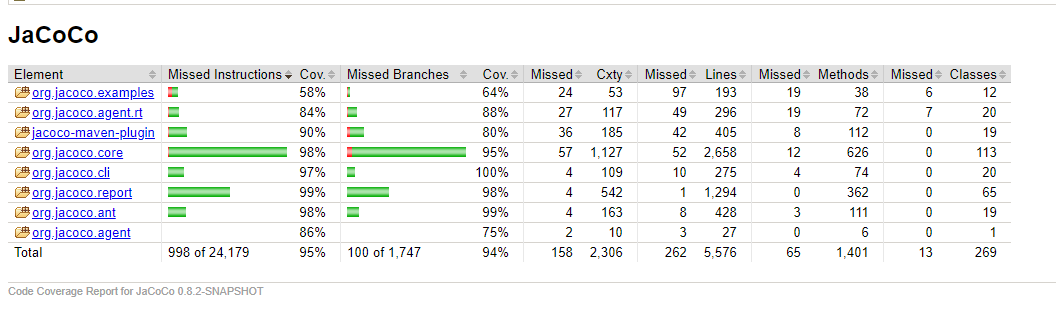 JaCoCo
Element Missed Instructions Cov. Missed Branches Cov. Missed Cxty Missed Lines Missed Methods Missed Classes
org.jacoco.examples 58% 64% 24 53 97 193 19 38 6 12
org.jacoco.agent.rt 84% 88% 27 117 49 296 19 72 7 20
jacoco-maven-plugin 90% 80% 36 185 42 405 8 112 0 19
org.jacoco.core 98% 95% 57 1,127 52 2,658 12 626 0 113
org.jacoco.cli 97% 100% 4 109 10 275 4 74 0 20
org.jacoco.report 99% 98% 4 542 1 1,294 0 362 0 65
org.jacoco.ant 98% 99% 4 163 8 428 3 111 0 19
org.jacoco.agent 86% 75% 2 10 3 27 0 6 0 1
Total 998 of 24,179 95% 100 of 1,747 94% 158 2,306 262 5,576 65 1,401 13 269
Code Coverage Report for JaCoCo 0.8.2-SNAPSHOT